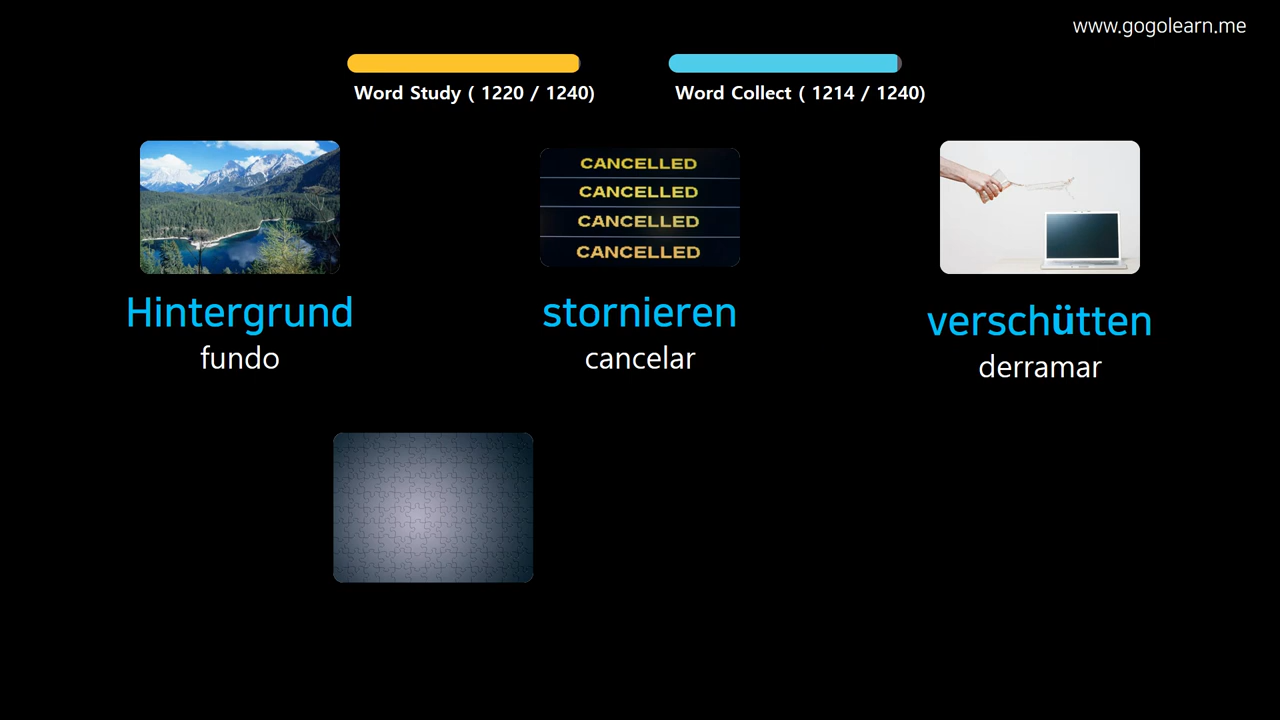 www.gogolearn.me
Word Study ( 1220 / 1240)
Word Collect ( 1214 / 1240)
CANCELLED
CANCELLED
CANCELLED
CANCELLED
Hintergrund
fundo
stornieren
cancelar
verschütten
derramar